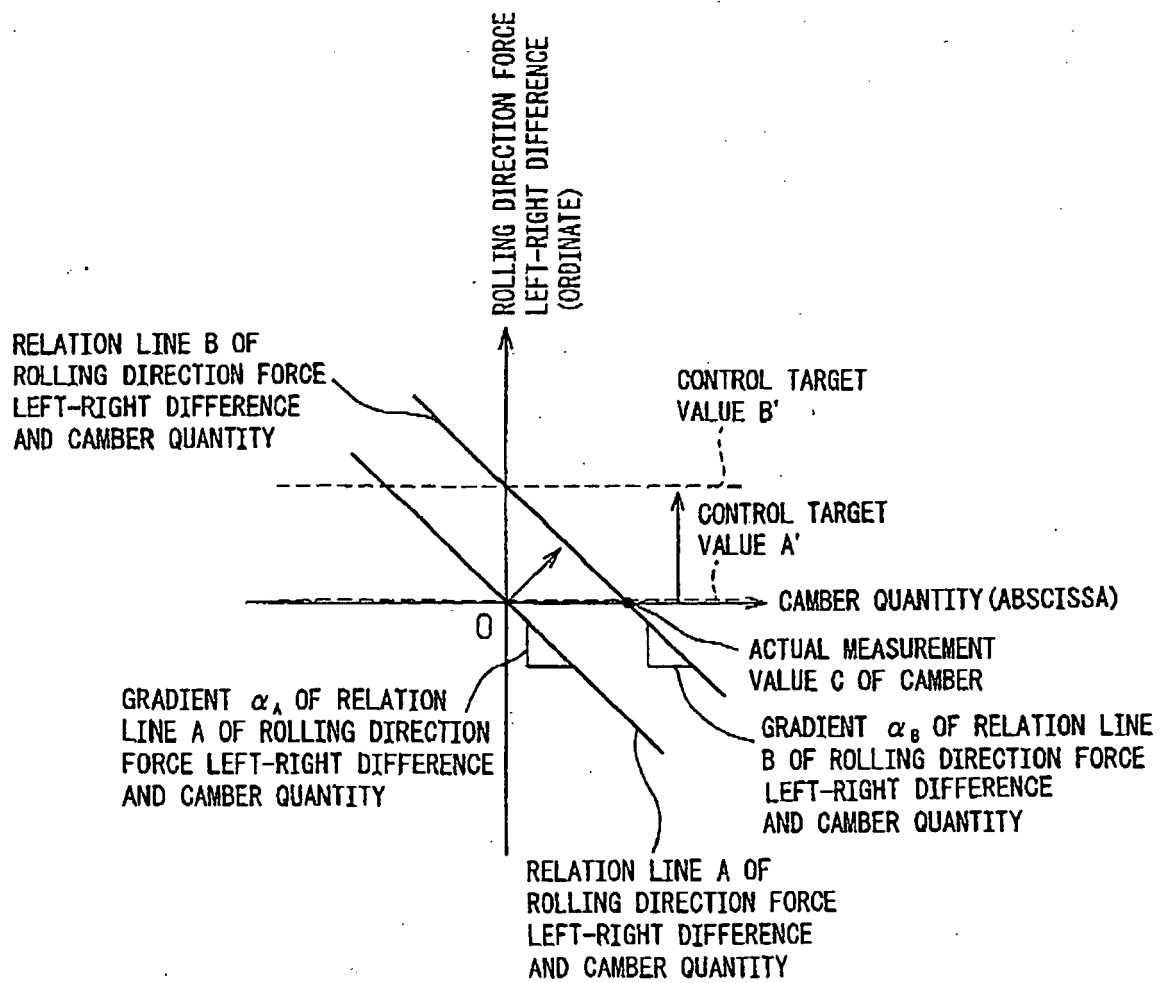 ROLLING DIRECTION FORCE
LEFT-RIGHT DIFFERENCE
(ORDINATE)
RELATION LINE B OF
ROLLING DIRECTION FORCE
LEFT-RIGHT DIFFERENCE
AND CAMBER QUANTITY
CONTROL TARGET
VALUE B'
CONTROL TARGET
VALUE A'
CAMBER QUANTITY (ABSCISSA)
0
ACTUAL MEASUREMENT
VALUE C OF CAMBER
GRADIENT α_A OF RELATION
LINE A OF ROLLING DIRECTION
FORCE LEFT-RIGHT DIFFERENCE
AND CAMBER QUANTITY
GRADIENT α_B OF RELATION LINE
B OF ROLLING DIRECTION FORCE
LEFT-RIGHT DIFFERENCE
AND CAMBER QUANTITY
RELATION LINE A OF
ROLLING DIRECTION FORCE
LEFT-RIGHT DIFFERENCE
AND CAMBER QUANTITY